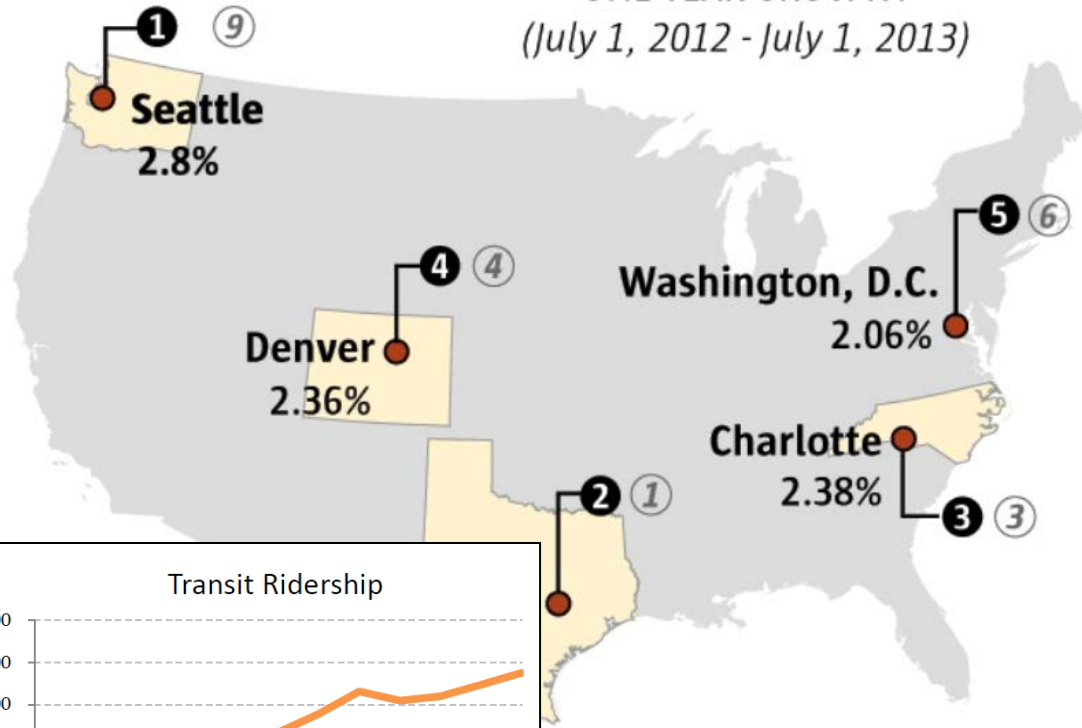 (July 1, 2012 - July 1, 2013)
1 9
Seattle
2.8%
5 6
Washington, D.C.
2.06%
4 4
Denver
2.36%
Charlotte
2.38%
3 3
2 1
Transit Ridership